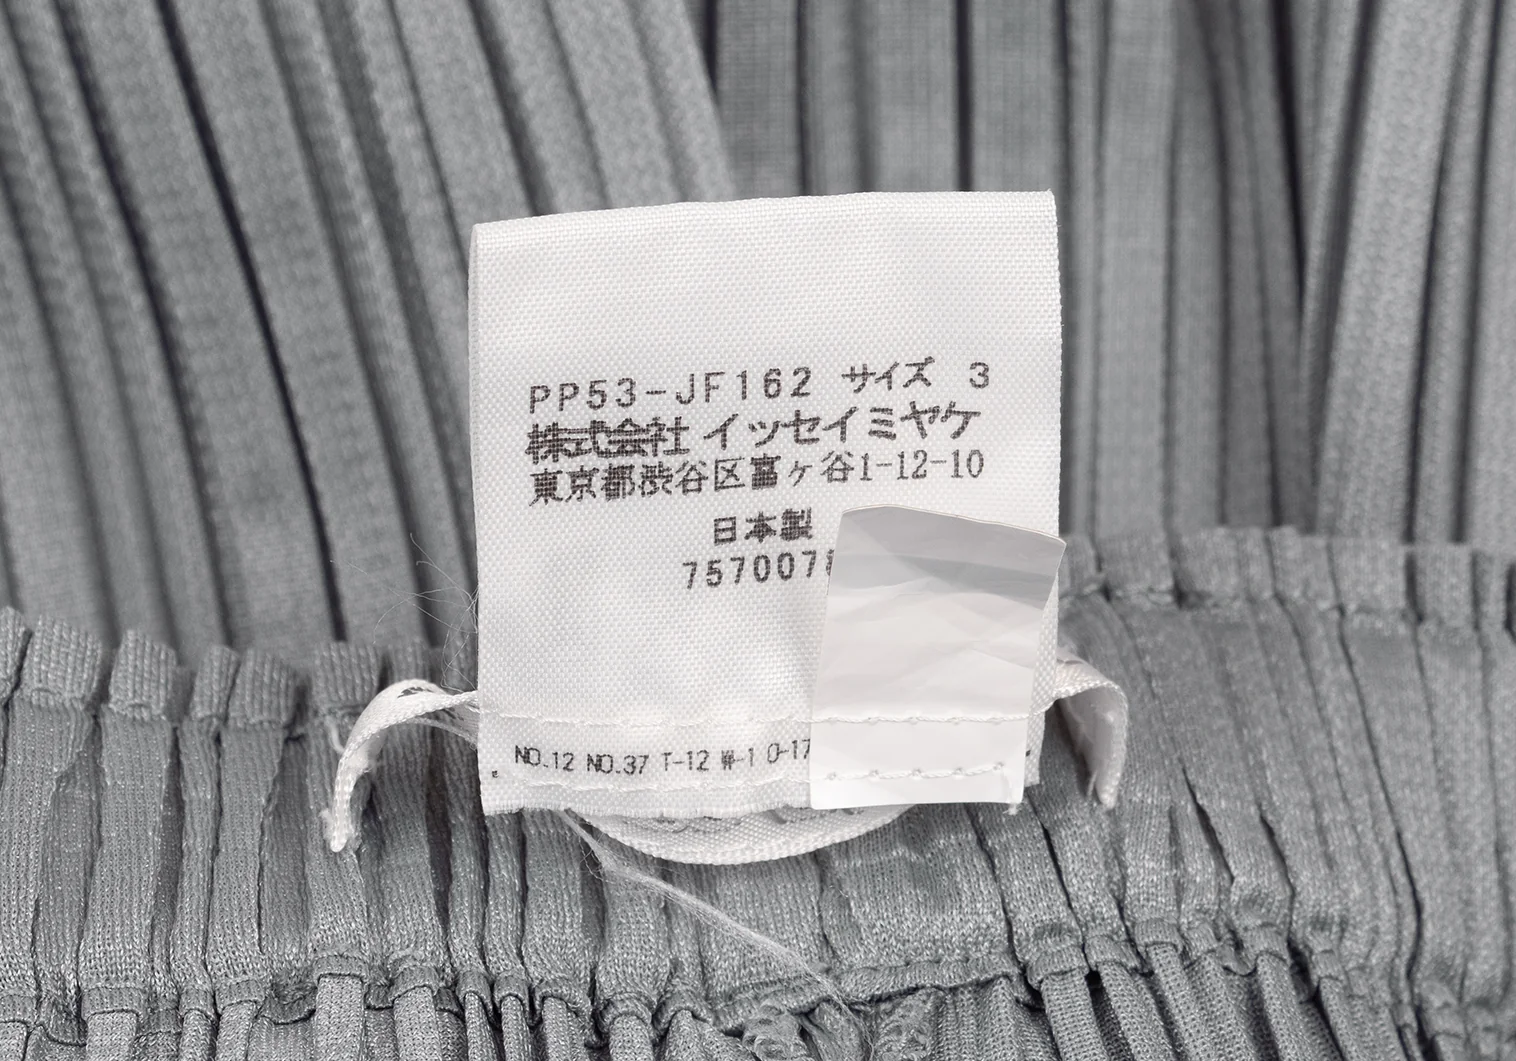 PP53-JF162 サイズ 3
株式会社 イッセイミヤケ
東京都渋谷区富ヶ谷1-12-10
日本製
757007
NO.12 NO.37 T-12 W-1 O-17